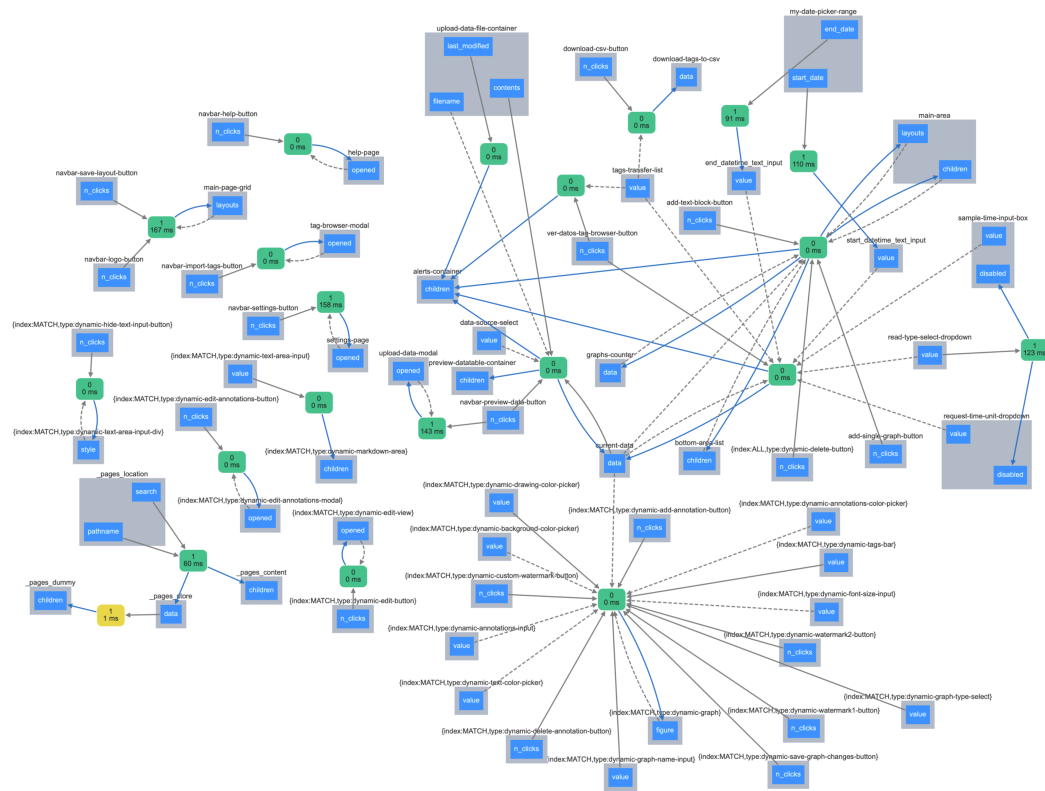 my-date-picker-range
end_date
start_date
upload-data-file-container
last_modified
contents
filename
download-csv-button
n_clicks
download-tags-to-csv
data
0
0 ms
1
91 ms
1
110 ms
main-area
layouts
children
navbar-help-button
n_clicks
0
0 ms
help-page
opened
0
0 ms
0
0 ms
tags-transfer-list
value
end_datetime_text_input
value
navbar-save-layout-button
n_clicks
main-page-grid
layouts
1
167 ms
navbar-logo-button
n_clicks
tag-browser-modal
opened
0
0 ms
navbar-import-tags-button
n_clicks
add-text-block-button
n_clicks
ver-datos-tag-browser-button
n_clicks
0
0 ms
start_datetime_text_input
value
sample-time-input-box
value
disabled
alerts-container
children
navbar-settings-button
n_clicks
1
158 ms
settings-page
opened
{index:MATCH,type:dynamic-hide-text-input-button}
n_clicks
0
0 ms
{index:MATCH,type:dynamic-text-area-input-div}
style
{index:MATCH,type:dynamic-text-area-input}
value
0
0 ms
{index:MATCH,type:dynamic-markdown-area}
children
data-source-select
value
upload-data-modal
opened
preview-datatable-container
children
0
0 ms
graphs-counter
data
0
0 ms
read-type-select-dropdown
value
1
123 ms
1
143 ms
navbar-preview-data-button
n_clicks
request-time-unit-dropdown
value
disabled
{index:MATCH,type:dynamic-edit-annotations-button}
n_clicks
0
0 ms
{index:MATCH,type:dynamic-edit-annotations-modal}
opened
current-data
data
bottom-area-list
children
{index:ALL,type:dynamic-delete-button}
n_clicks
add-single-graph-button
n_clicks
_pages_location
search
pathname
1
80 ms
_pages_content
children
_pages_store
data
_pages_dummy
children
1
1 ms
{index:MATCH,type:dynamic-edit-view}
opened
0
0 ms
{index:MATCH,type:dynamic-edit-button}
n_clicks
{index:MATCH,type:dynamic-drawing-color-picker}
value
{index:MATCH,type:dynamic-add-annotation-button}
n_clicks
{index:MATCH,type:dynamic-annotations-color-picker}
value
{index:MATCH,type:dynamic-background-color-picker}
value
{index:MATCH,type:dynamic-tags-bar}
value
{index:MATCH,type:dynamic-custom-watermark-button}
n_clicks
0
0 ms
{index:MATCH,type:dynamic-font-size-input}
value
{index:MATCH,type:dynamic-annotations-input}
value
{index:MATCH,type:dynamic-watermark2-button}
n_clicks
{index:MATCH,type:dynamic-text-color-picker}
value
{index:MATCH,type:dynamic-graph-type-select}
value
{index:MATCH,type:dynamic-graph}
figure
{index:MATCH,type:dynamic-watermark1-button}
n_clicks
{index:MATCH,type:dynamic-delete-annotation-button}
n_clicks
{index:MATCH,type:dynamic-graph-name-input}
value
{index:MATCH,type:dynamic-save-graph-changes-button}
n_clicks